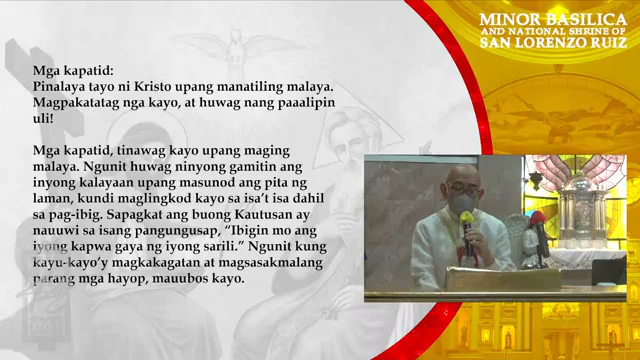 MINOR BASILICA
AND NATIONAL SHRINE OF
SAN LORENZO RUIZ
Mga kapatid:
Pinalaya tayo ni Kristo upang manatiling malaya.
Magpakatatag nga kayo, at huwag nang paaalipin
uli!
Mga kapatid, tinawag kayo upang maging
malaya. Ngunit huwag ninyong gamitin ang
inyong kalayaan upang masunod ang pita ng
laman, kundi maglingkod kayo sa isa't isa dahil
sa pag-ibig. Sapagkat ang buong Kautusan ay
nauuwi sa isang pangungusap, “Ibigin mo ang
iyong kapwa gaya ng iyong sarili.” Ngunit kung
kayu-kayo'y magkakagatan at magsasakmalang
parang mga hayop, mauubos kayo.